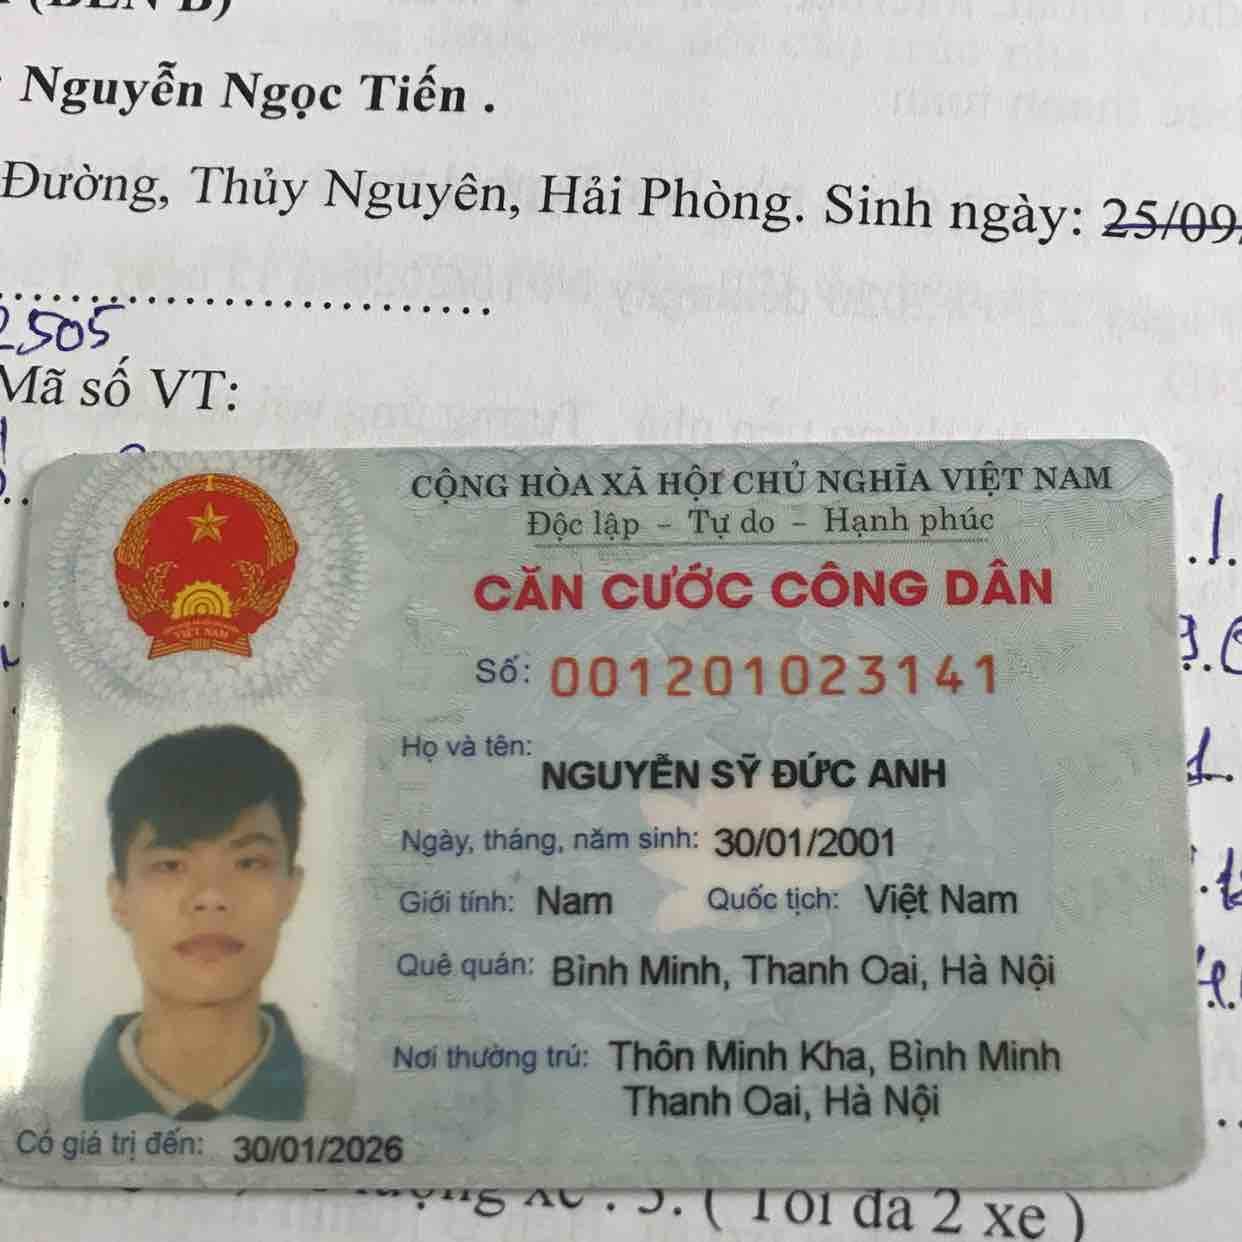 Nguyễn Ngọc Tiến .
Đường, Thủy Nguyên, Hải Phòng. Sinh ngày: 25/09
2505
Mã số VT:
CỘNG HÒA XÃ HỘI CHỦ NGHĨA VIỆT NAM
Độc lập - Tự do - Hạnh phúc
CĂN CƯỚC CÔNG DÂN
VIỆT NAM
Số: 001201023141
Họ và tên:
NGUYỄN SỸ ĐỨC ANH
Ngày, tháng, năm sinh: 30/01/2001
Giới tính: Nam Quốc tịch: Việt Nam
Quê quán: Bình Minh, Thanh Oai, Hà Nội
Nơi thường trú: Thôn Minh Kha, Bình Minh
Thanh Oai, Hà Nội
Có giá trị đến: 30/01/2026
( Tối đa 2 xe )